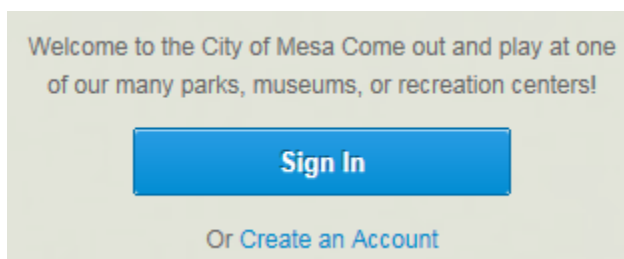 Welcome to the City of Mesa Come out and play at one
of our many parks, museums, or recreation centers!
Sign In
Or Create an Account